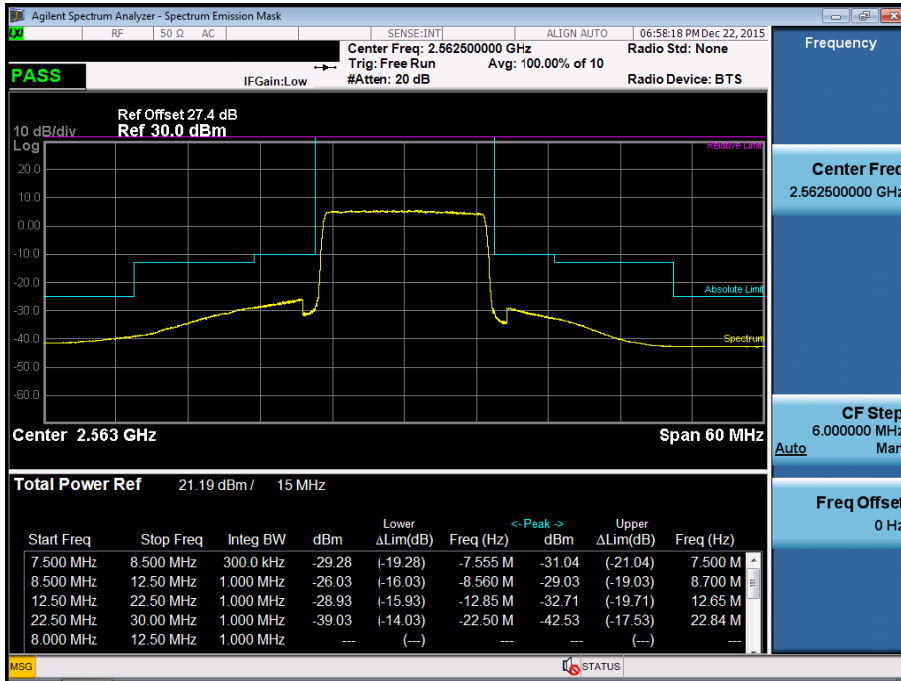 Agilent Spectrum Analyzer - Spectrum Emission Mask
LXI RF 50 Ω AC SENSE:INT ALIGN AUTO 06:58:18 PM Dec 22, 2015
Center Freq: 2.562500000 GHz Radio Std: None
Trig: Free Run Avg: 100.00% of 10
PASS IFGain:Low #Atten: 20 dB Radio Device: BTS
Frequency
Ref Offset 27.4 dB
10 dB/div Ref 30.0 dBm
Log
Relative Limit
20.0
10.0
0.00
-10.0
-20.0
Absolute Limit
-30.0
-40.0
Spectrum
-50.0
-60.0
Center 2.563 GHz Span 60 MHz
Center Freq
2.562500000 GHz
CF Step
6.000000 MHz
Auto Man
Freq Offset
0 Hz
Total Power Ref 21.19 dBm / 15 MHz
Lower <- Peak -> Upper
Start Freq Stop Freq Integ BW dBm ΔLim(dB) Freq (Hz) dBm ΔLim(dB) Freq (Hz)
7.500 MHz 8.500 MHz 300.0 kHz -29.28 (-19.28) -7.555 M -31.04 (-21.04) 7.500 M
8.500 MHz 12.50 MHz 1.000 MHz -26.03 (-16.03) -8.560 M -29.03 (-19.03) 8.700 M
12.50 MHz 22.50 MHz 1.000 MHz -28.93 (-15.93) -12.85 M -32.71 (-19.71) 12.65 M
22.50 MHz 30.00 MHz 1.000 MHz -39.03 (-14.03) -22.50 M -42.53 (-17.53) 22.84 M
8.000 MHz 12.50 MHz 1.000 MHz --- (---) --- --- (---) ---
MSG STATUS